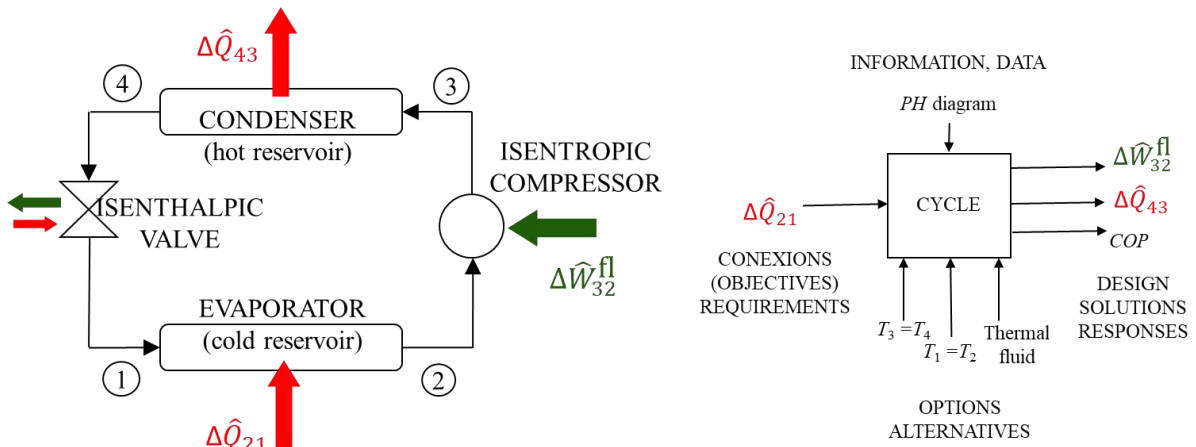 ΔQ̂₄₃
④
③
CONDENSER
(hot reservoir)
ISENTROPIC
COMPRESSOR
ISENTHALPIC
VALVE
ΔŴ₃₂ᶠˡ
EVAPORATOR
(cold reservoir)
①
②
ΔQ̂₂₁
INFORMATION, DATA
PH diagram
ΔŴ₃₂ᶠˡ
ΔQ̂₂₁
CYCLE
ΔQ̂₄₃
COP
CONEXIONS
(OBJECTIVES)
REQUIREMENTS
DESIGN
SOLUTIONS
RESPONSES
T₃ =T₄
T₁ =T₂
Thermal
fluid
OPTIONS
ALTERNATIVES